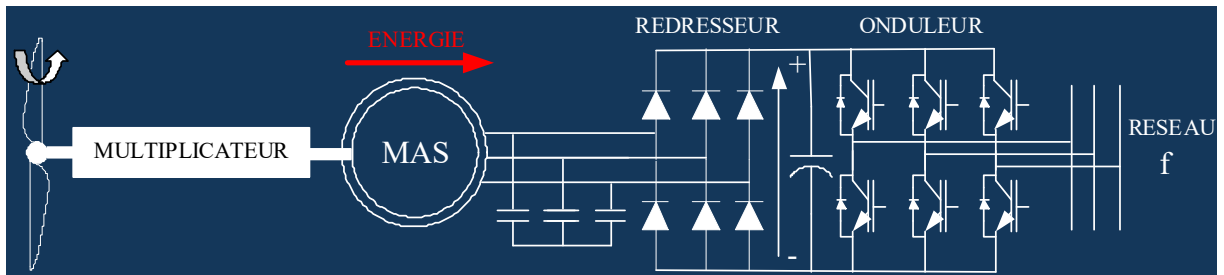 REDRESSEUR
ONDULEUR
ENERGIE
+
MULTIPLICATEUR
MAS
RESEAU
f
-